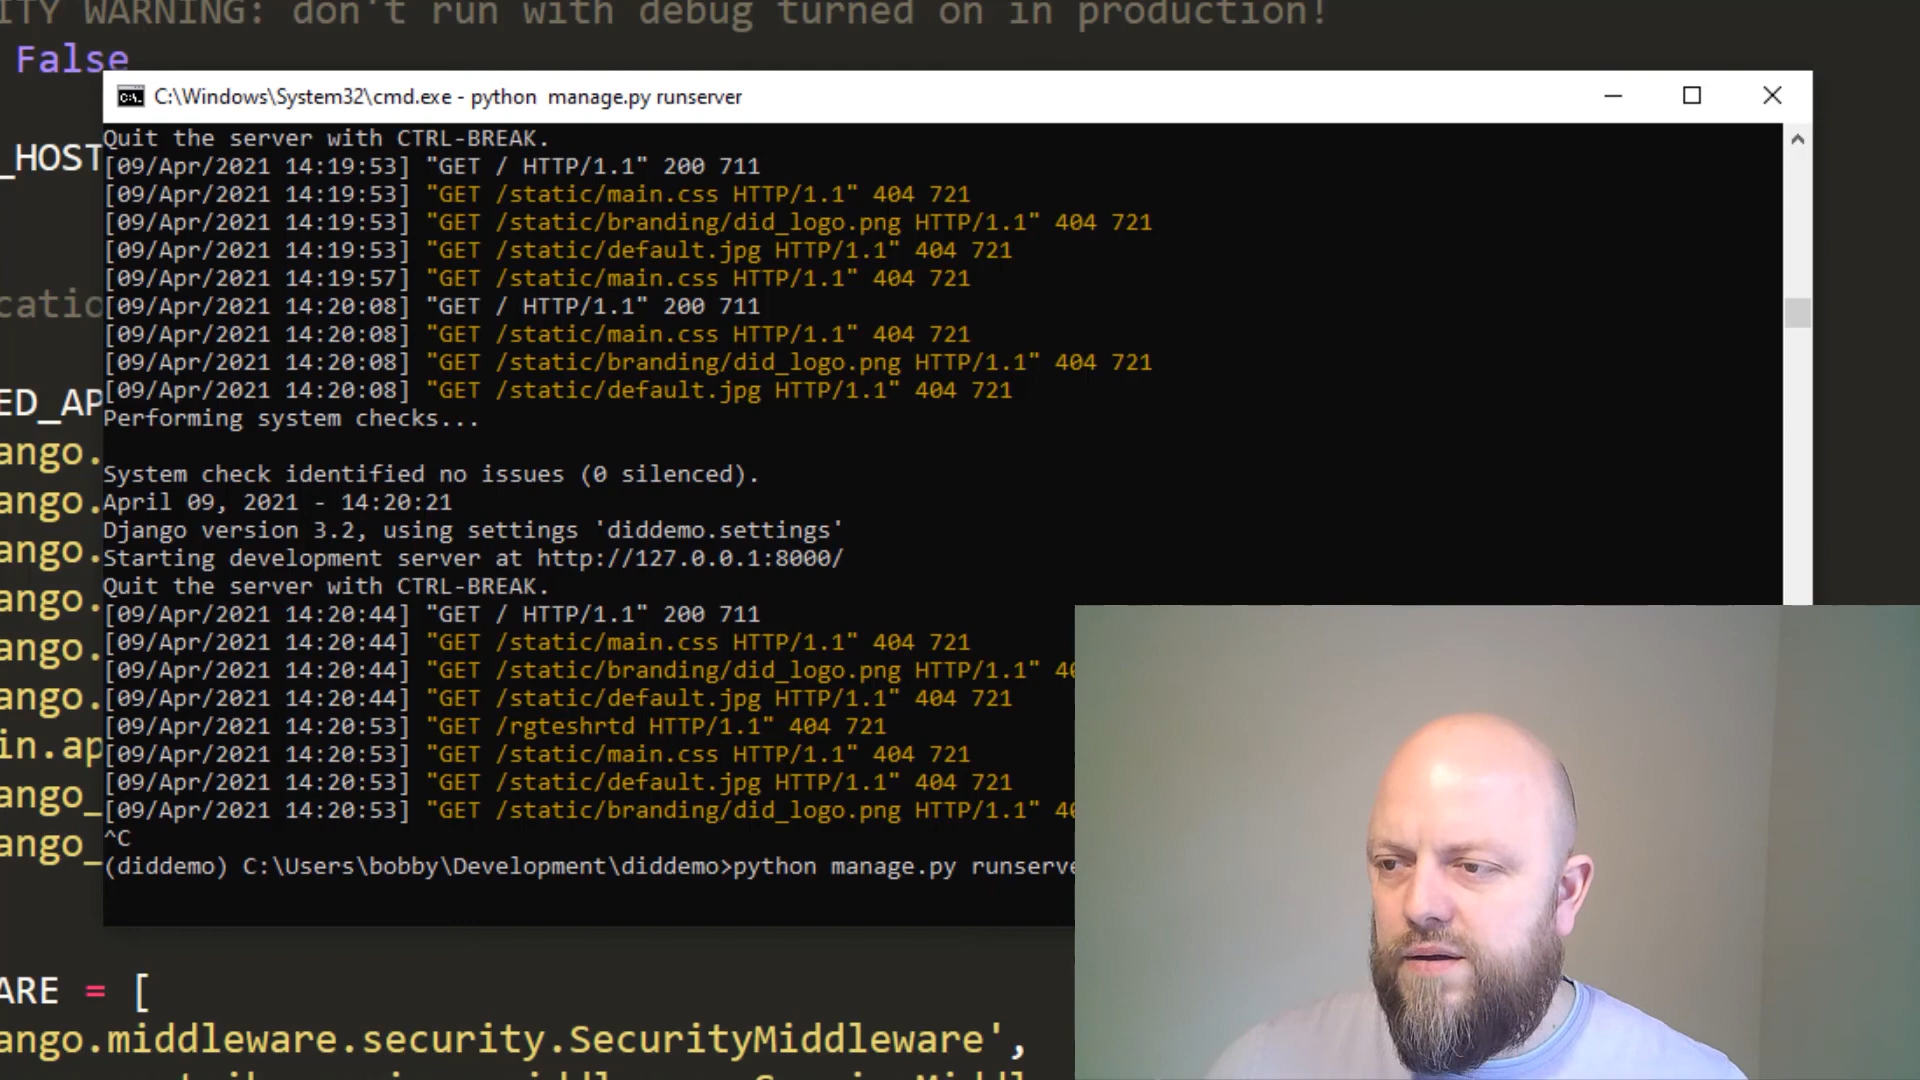 ITY WARNING: don't run with debug turned on in production!
False
C:\Windows\System32\cmd.exe - python manage.py runserver
Quit the server with CTRL-BREAK.
_HOST
[09/Apr/2021 14:19:53] "GET / HTTP/1.1" 200 711
[09/Apr/2021 14:19:53] "GET /static/main.css HTTP/1.1" 404 721
[09/Apr/2021 14:19:53] "GET /static/branding/did_logo.png HTTP/1.1" 404 721
[09/Apr/2021 14:19:53] "GET /static/default.jpg HTTP/1.1" 404 721
[09/Apr/2021 14:19:57] "GET /static/main.css HTTP/1.1" 404 721
catio
[09/Apr/2021 14:20:08] "GET / HTTP/1.1" 200 711
[09/Apr/2021 14:20:08] "GET /static/main.css HTTP/1.1" 404 721
[09/Apr/2021 14:20:08] "GET /static/branding/did_logo.png HTTP/1.1" 404 721
[09/Apr/2021 14:20:08] "GET /static/default.jpg HTTP/1.1" 404 721
ED_AP
Performing system checks...
ango.
System check identified no issues (0 silenced).
ango.
April 09, 2021 - 14:20:21
Django version 3.2, using settings 'diddemo.settings'
ango.
Starting development server at http://127.0.0.1:8000/
Quit the server with CTRL-BREAK.
ango.
[09/Apr/2021 14:20:44] "GET / HTTP/1.1" 200 711
ango.
[09/Apr/2021 14:20:44] "GET /static/main.css HTTP/1.1" 404 721
[09/Apr/2021 14:20:44] "GET /static/branding/did_logo.png HTTP/1.1" 40
ango.
[09/Apr/2021 14:20:44] "GET /static/default.jpg HTTP/1.1" 404 721
[09/Apr/2021 14:20:53] "GET /rgteshrtd HTTP/1.1" 404 721
in.ap
[09/Apr/2021 14:20:53] "GET /static/main.css HTTP/1.1" 404 721
[09/Apr/2021 14:20:53] "GET /static/default.jpg HTTP/1.1" 404 721
ango_
[09/Apr/2021 14:20:53] "GET /static/branding/did_logo.png HTTP/1.1" 40
^C
ango_
(diddemo) C:\Users\bobby\Development\diddemo>python manage.py runserve
ARE = [
ango.middleware.security.SecurityMiddleware',